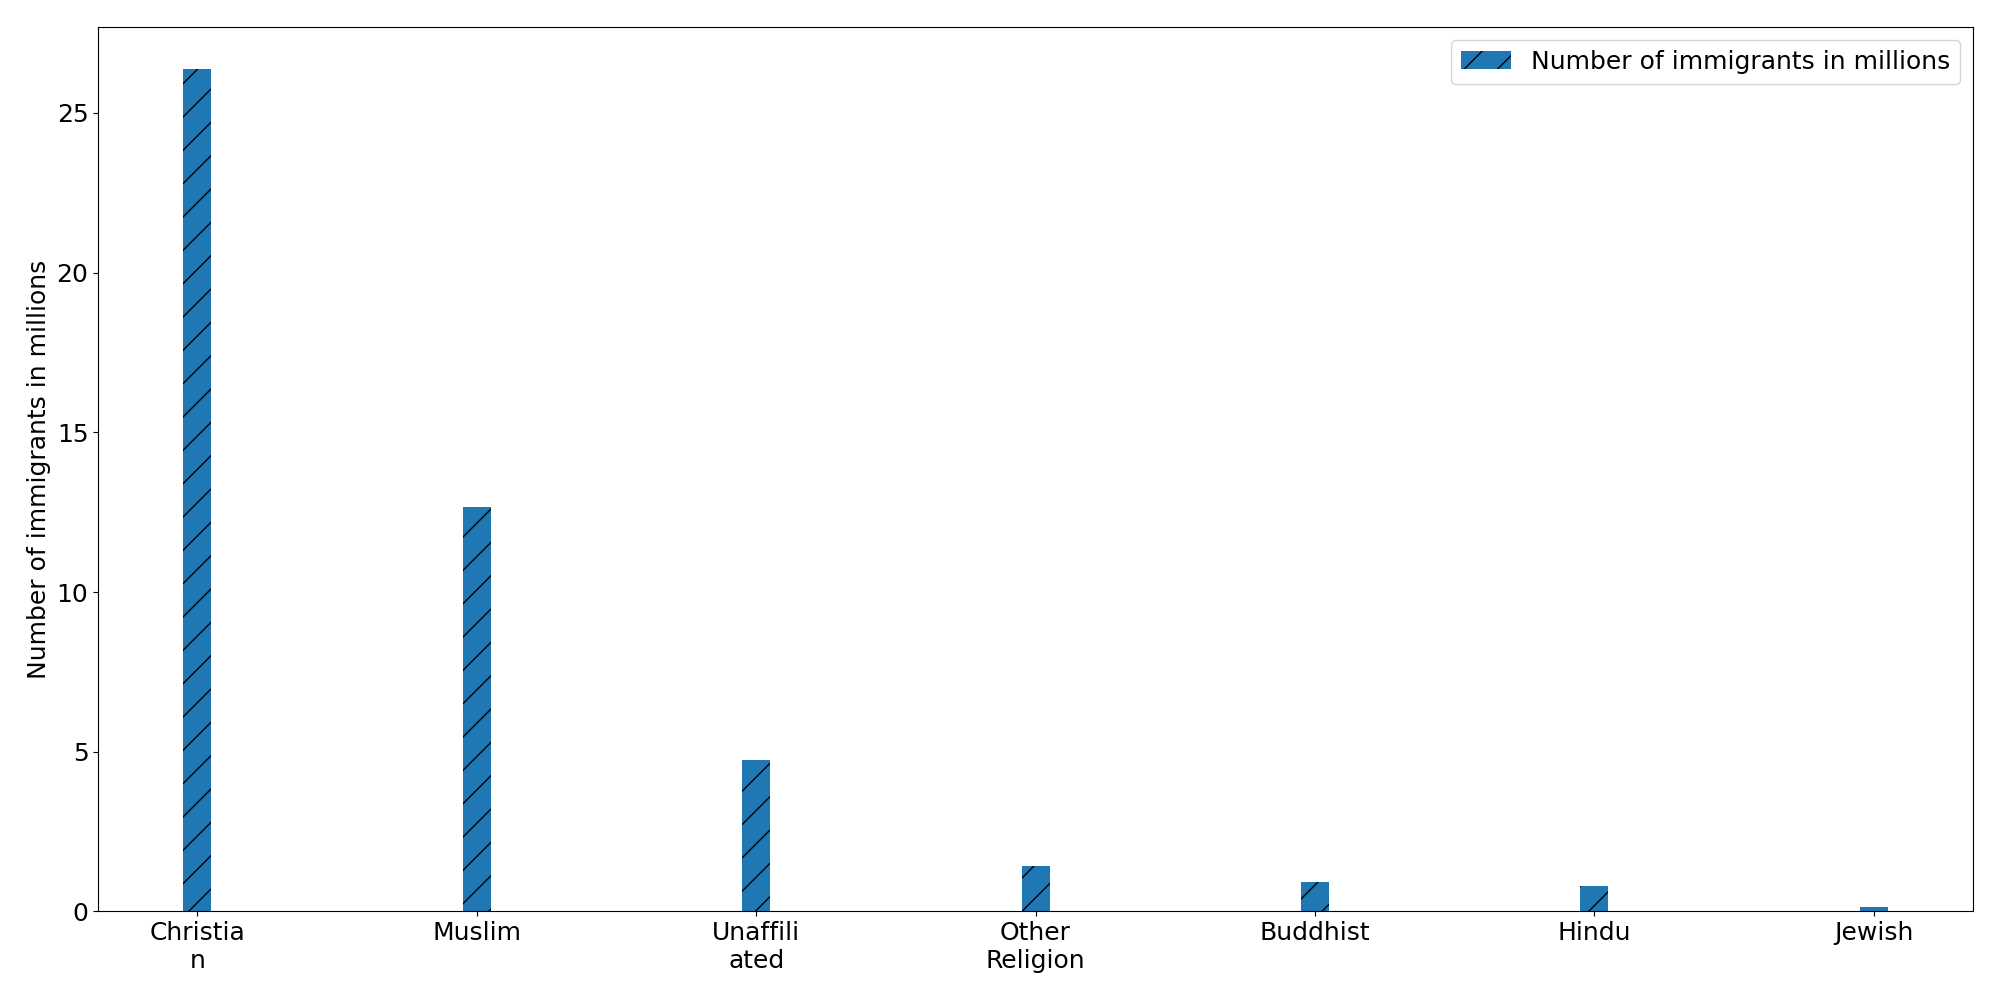 Number of immigrants in millions
25
20
15
10
5
0
Number of immigrants in millions
Christia
n
Muslim
Unaffili
ated
Other
Religion
Buddhist
Hindu
Jewish